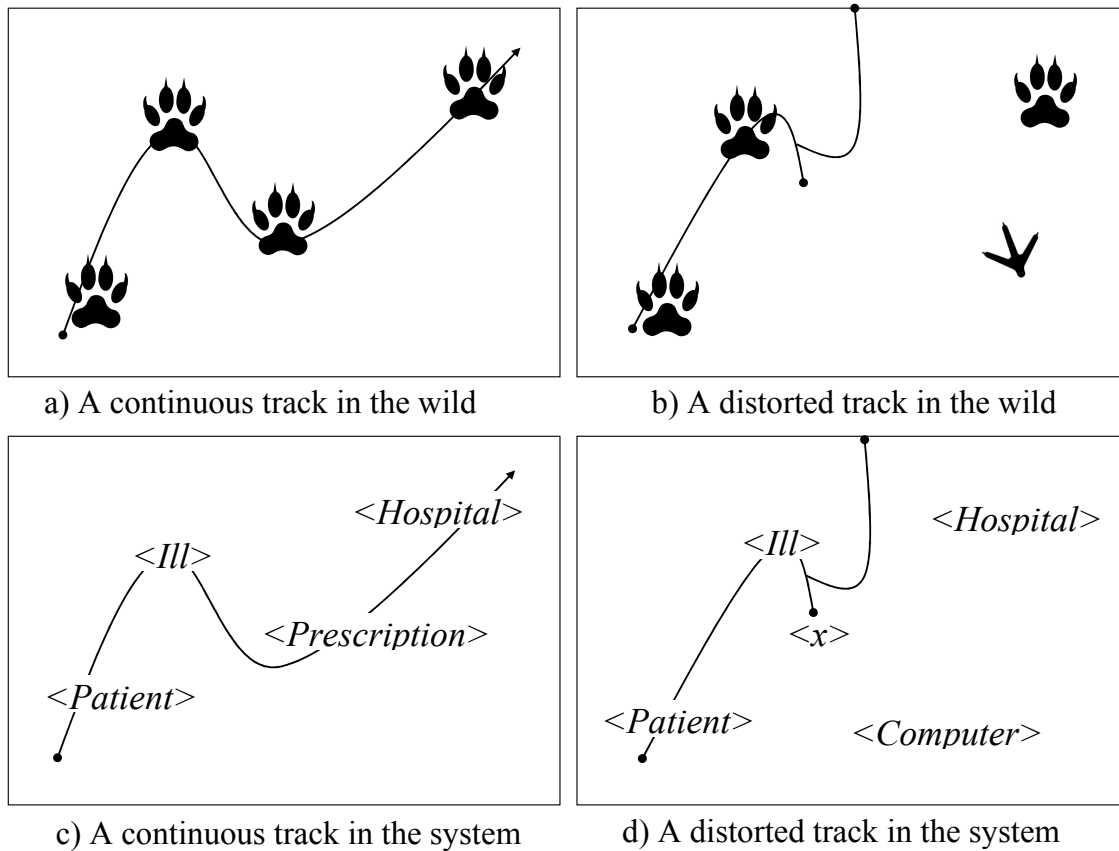 a) A continuous track in the wild
b) A distorted track in the wild
<Hospital>
<Ill>
<Prescription>
<Patient>
c) A continuous track in the system
<Hospital>
<Ill>
<x>
<Patient>
<Computer>
d) A distorted track in the system